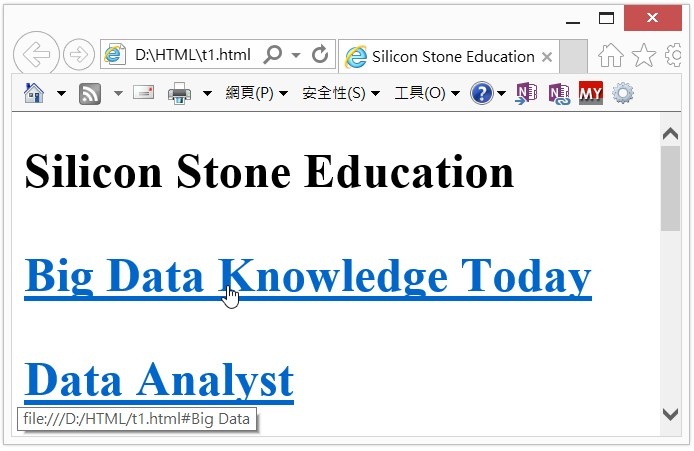 D:\HTML\t1.html
Silicon Stone Education
網頁(P) 安全性(S) 工具(O) ? N N MY
Silicon Stone Education
Big Data Knowledge Today
Data Analyst
file:///D:/HTML/t1.html#Big Data